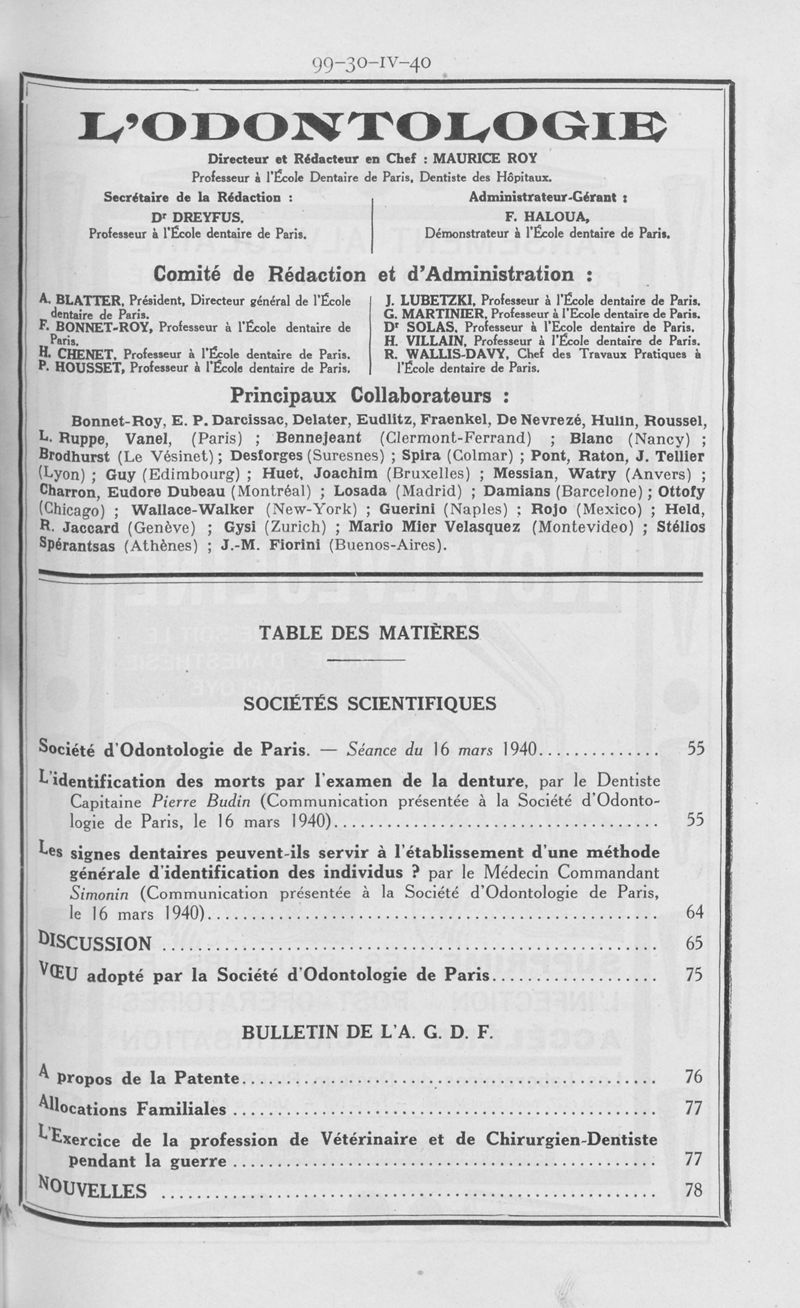 99-30-IV-40
L'ODONTOLOGIE
Directeur et Rédacteur en Chef : MAURICE ROY
Professeur à l'École Dentaire de Paris, Dentiste des Hôpitaux.
Secrétaire de la Rédaction :
Dr DREYFUS.
Professeur à l'École dentaire de Paris.
Administrateur-Gérant :
F. HALOUA,
Démonstrateur à l'École dentaire de Paris.
Comité de Rédaction et d'Administration :
A. BLATTER, Président, Directeur général de l'École
dentaire de Paris.
F. BONNET-ROY, Professeur à l'École dentaire de
Paris.
H. CHENET, Professeur à l'École dentaire de Paris.
P. HOUSSET, Professeur à l'École dentaire de Paris.
J. LUBETZKI, Professeur à l'École dentaire de Paris.
G. MARTINIER, Professeur à l'Ecole dentaire de Paris.
Dr SOLAS, Professeur à l'Ecole dentaire de Paris.
H. VILLAIN, Professeur à l'École dentaire de Paris.
R. WALLIS-DAVY, Chef des Travaux Pratiques à
l'École dentaire de Paris.
Principaux Collaborateurs :
Bonnet-Roy, E. P. Darcissac, Delater, Eudlitz, Fraenkel, De Nevrezé, Hulin, Roussel,
L. Ruppe, Vanel, (Paris) ; Bennejeant (Clermont-Ferrand) ; Blanc (Nancy) ;
Brodhurst (Le Vésinet) ; Desforges (Suresnes) ; Spira (Colmar) ; Pont, Raton, J. Tellier
(Lyon) ; Guy (Edimbourg) ; Huet, Joachim (Bruxelles) ; Messian, Watry (Anvers) ;
Charron, Eudore Dubeau (Montréal) ; Losada (Madrid) ; Damians (Barcelone) ; Ottofy
(Chicago) ; Wallace-Walker (New-York) ; Guerini (Naples) ; Rojo (Mexico) ; Held,
R. Jaccard (Genève) ; Gysi (Zurich) ; Mario Mier Velasquez (Montevideo) ; Stélios
Spérantsas (Athènes) ; J.-M. Fiorini (Buenos-Aires).
TABLE DES MATIÈRES
SOCIÉTÉS SCIENTIFIQUES
Société d'Odontologie de Paris. — Séance du 16 mars 1940.............. 55
L'identification des morts par l'examen de la denture, par le Dentiste
Capitaine Pierre Budin (Communication présentée à la Société d'Odonto-
logie de Paris, le 16 mars 1940)..................................... 55
Les signes dentaires peuvent-ils servir à l'établissement d'une méthode
générale d'identification des individus ? par le Médecin Commandant
Simonin (Communication présentée à la Société d'Odontologie de Paris,
le 16 mars 1940)................................................... 64
DISCUSSION ........................................................ 65
VŒU adopté par la Société d'Odontologie de Paris................... 75
BULLETIN DE L'A. G. D. F.
A propos de la Patente............................................... 76
Allocations Familiales ................................................ 77
L'Exercice de la profession de Vétérinaire et de Chirurgien-Dentiste
pendant la guerre ................................................ 77
NOUVELLES ........................................................ 78